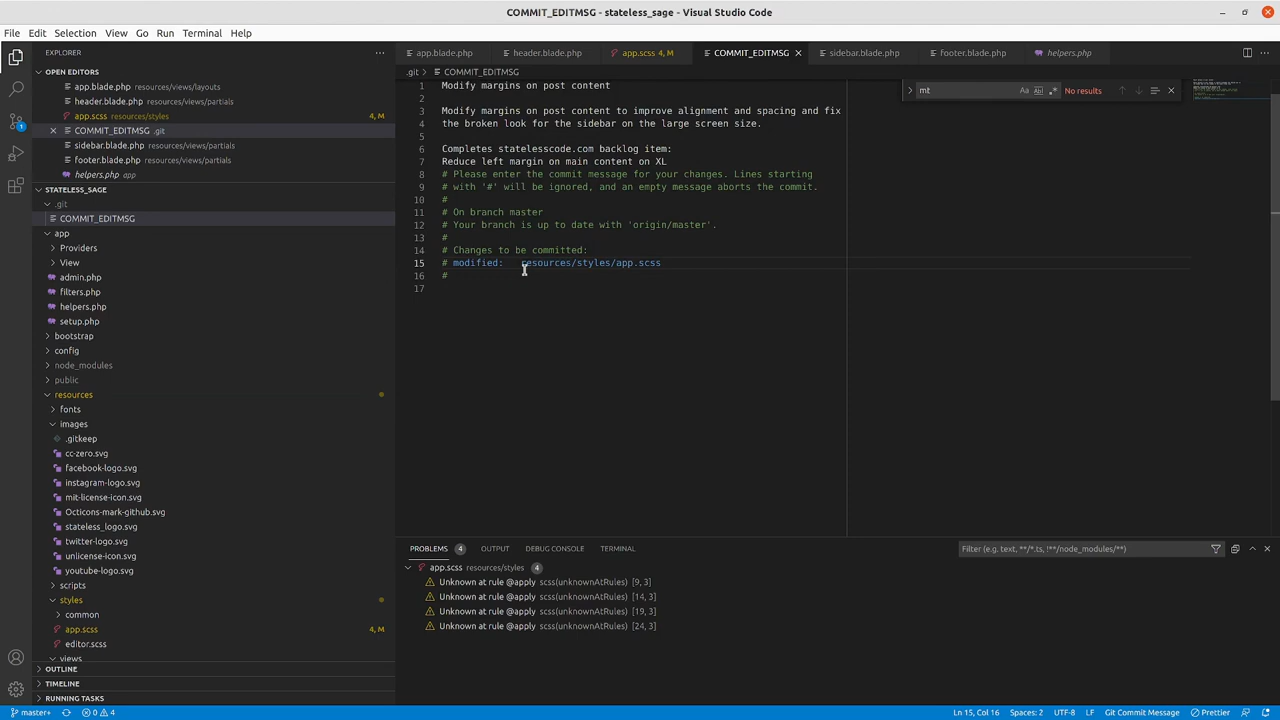 COMMIT_EDITMSG - stateless_sage - Visual Studio Code
File Edit Selection View Go Run Terminal Help
EXPLORER
OPEN EDITORS
app.blade.php resources/views/layouts
header.blade.php resources/views/partials
app.scss resources/styles 4, M
COMMIT_EDITMSG .git
sidebar.blade.php resources/views/partials
footer.blade.php resources/views/partials
helpers.php app
STATELESS_SAGE
.git
COMMIT_EDITMSG
app
Providers
View
admin.php
filters.php
helpers.php
setup.php
bootstrap
config
node_modules
public
resources
fonts
images
.gitkeep
cc-zero.svg
facebook-logo.svg
instagram-logo.svg
mit-license-icon.svg
Octicons-mark-github.svg
stateless_logo.svg
twitter-logo.svg
unlicense-icon.svg
youtube-logo.svg
scripts
styles
common
app.scss 4, M
editor.scss
views
OUTLINE
TIMELINE
RUNNING TASKS
app.blade.php header.blade.php app.scss 4, M COMMIT_EDITMSG sidebar.blade.php footer.blade.php helpers.php
.git COMMIT_EDITMSG
mt Aa Ab .* No results
1 Modify margins on post content
2
3 Modify margins on post content to improve alignment and spacing and fix
4 the broken look for the sidebar on the large screen size.
5
6 Completes statelesscode.com backlog item:
7 Reduce left margin on main content on XL
8 # Please enter the commit message for your changes. Lines starting
9 # with '#' will be ignored, and an empty message aborts the commit.
10 #
11 # On branch master
12 # Your branch is up to date with 'origin/master'.
13 #
14 # Changes to be committed:
15 # modified: resources/styles/app.scss
16 #
17
PROBLEMS 4 OUTPUT DEBUG CONSOLE TERMINAL Filter (e.g. text, **/*.ts, !**/node_modules/**)
app.scss resources/styles 4
Unknown at rule @apply scss(unknownAtRules) [9, 3]
Unknown at rule @apply scss(unknownAtRules) [14, 3]
Unknown at rule @apply scss(unknownAtRules) [19, 3]
Unknown at rule @apply scss(unknownAtRules) [24, 3]
master+ 0 4 Ln 15, Col 16 Spaces: 2 UTF-8 LF Git Commit Message Prettier